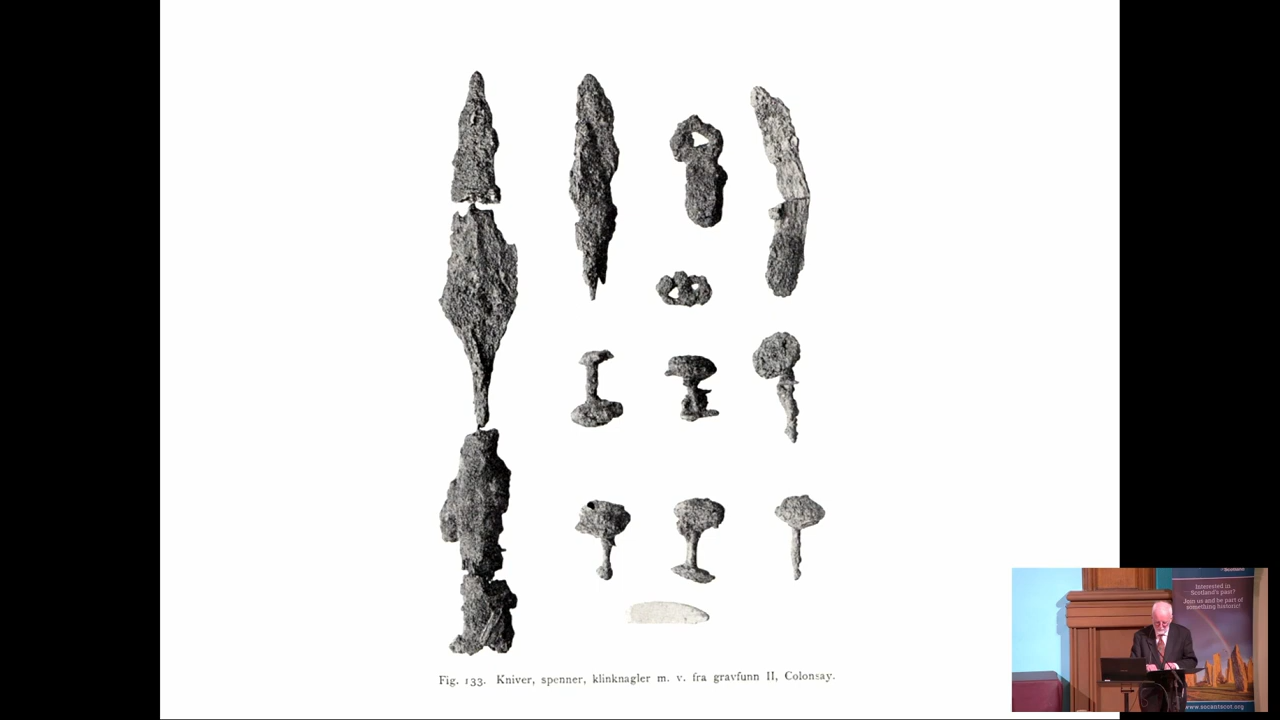 Fig. 133. Kniver, spenner, klinknagler m. v. fra gravfunn II, Colonsay.
Scotland
Interested in
Scotland's past?
Join us and be part of
something historic!
www.socantscot.org